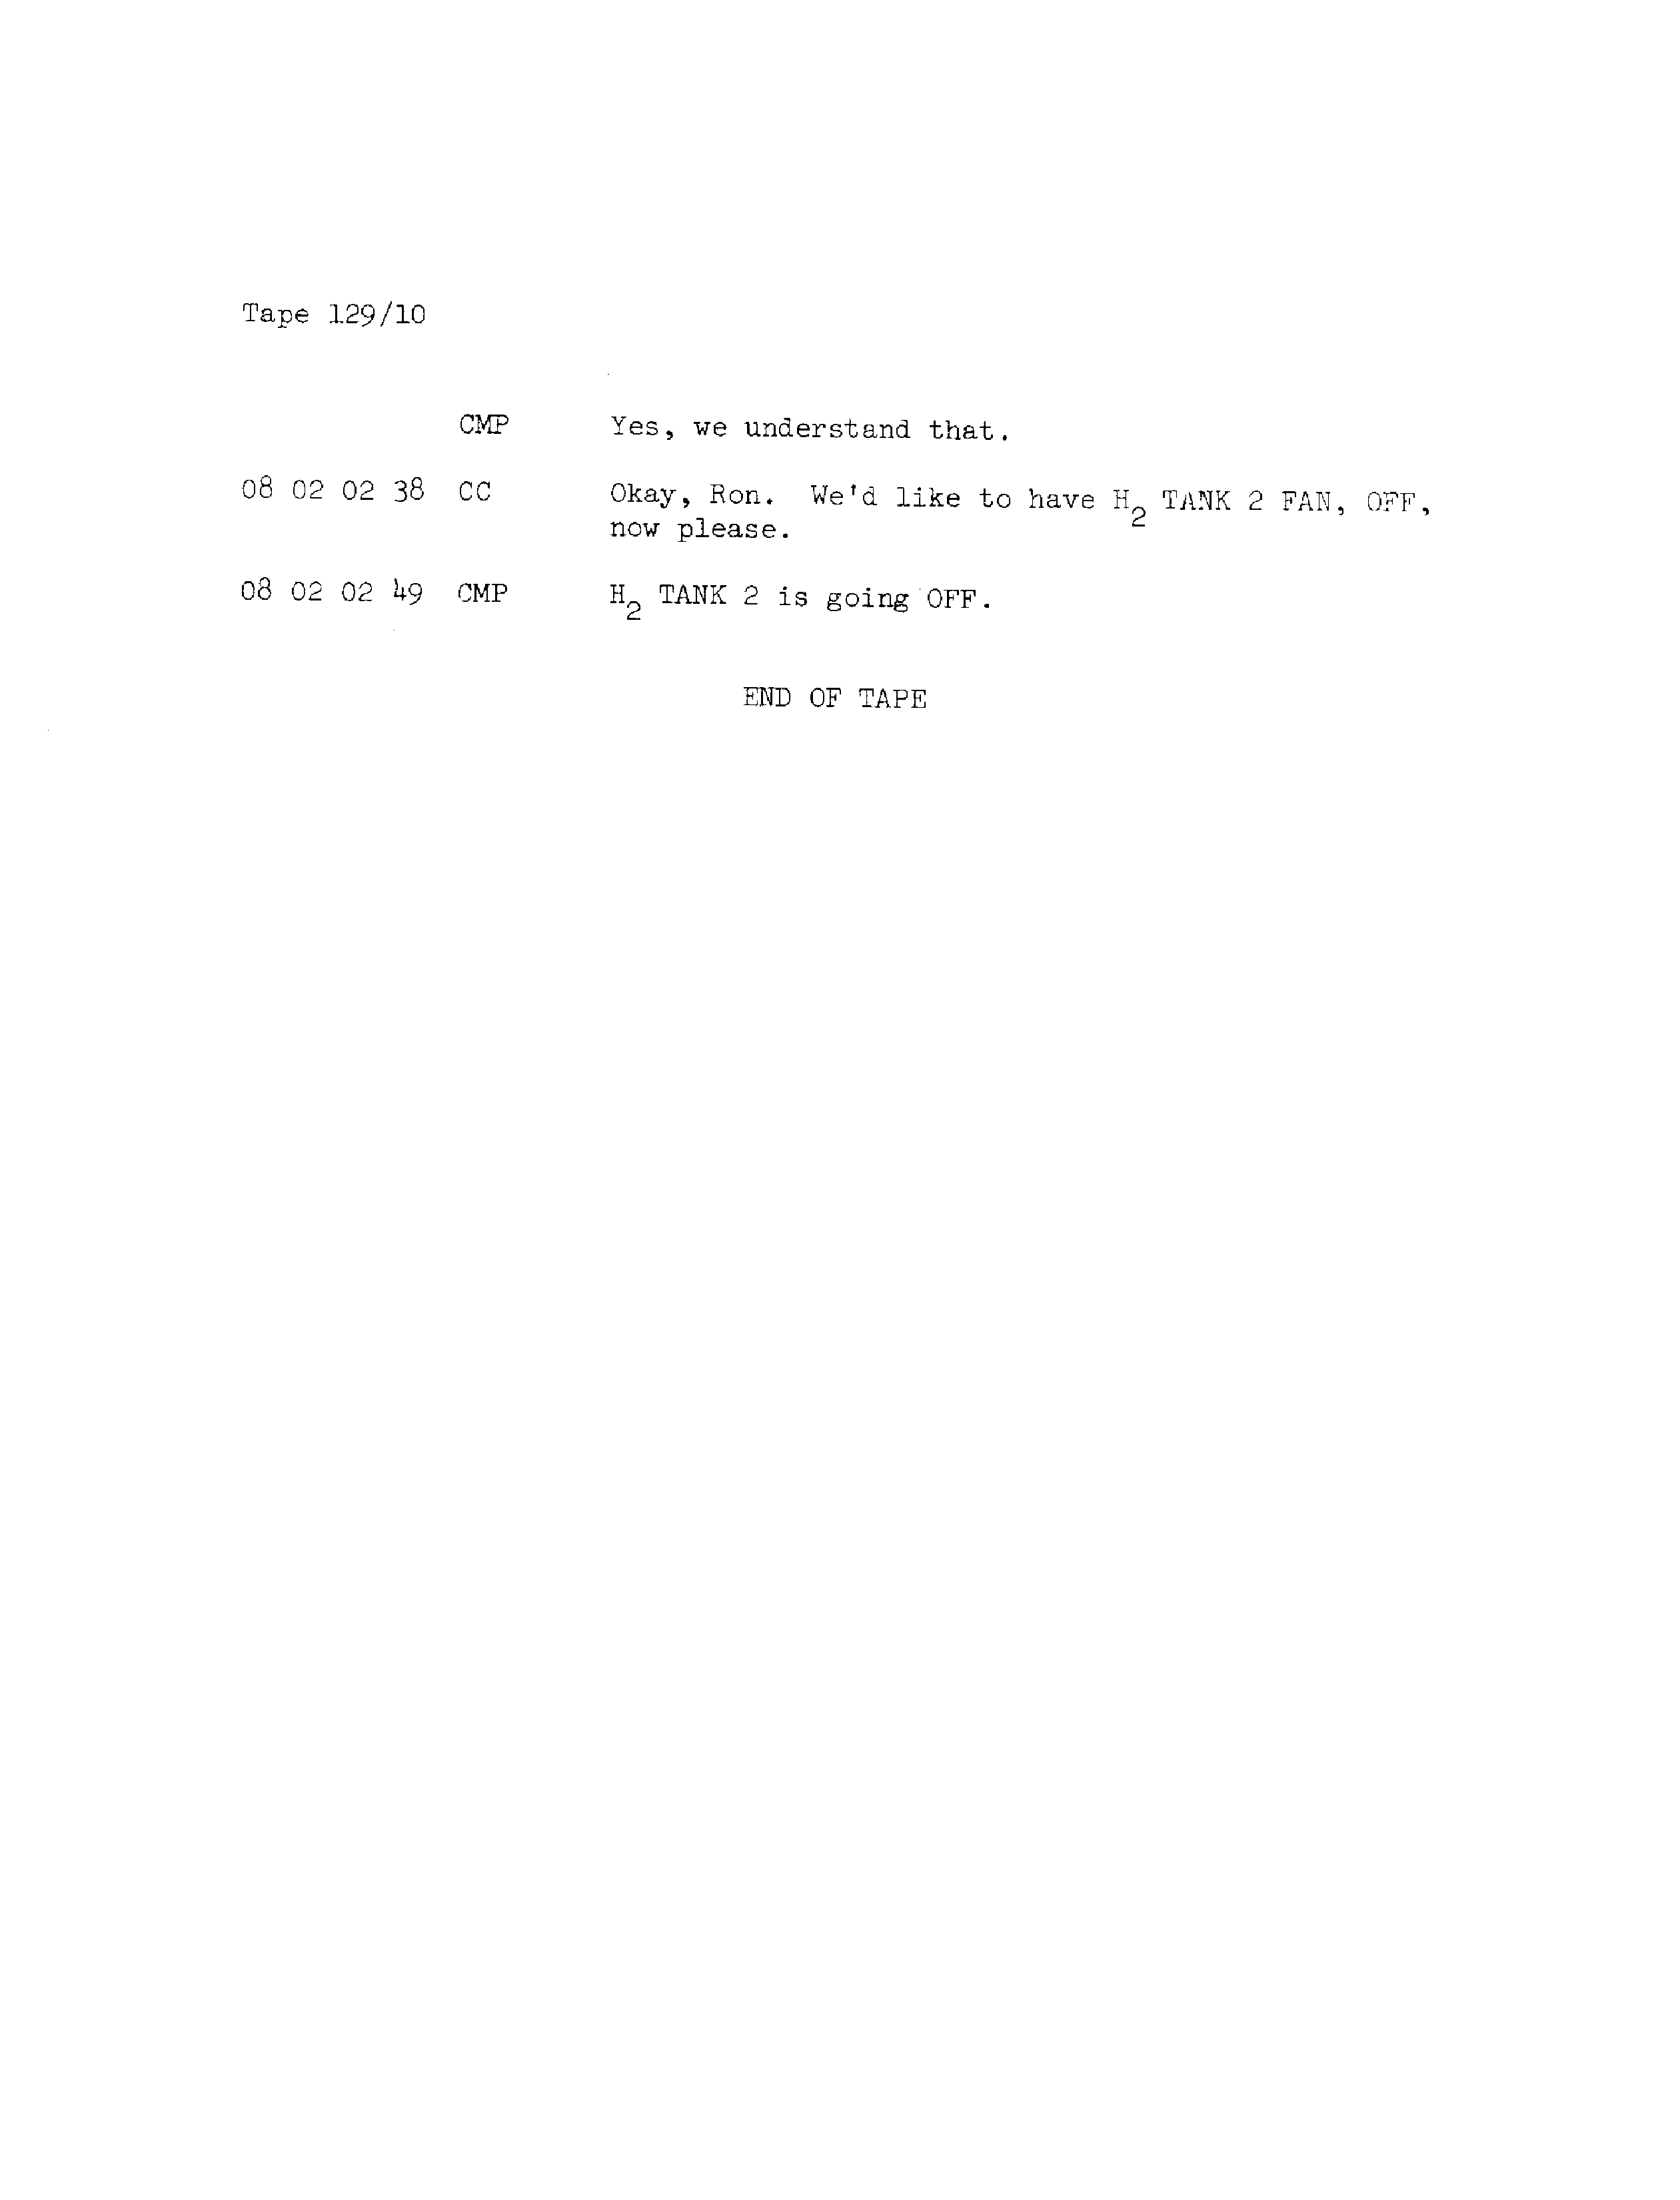 Tape 129/10
CMP Yes, we understand that.
08 02 02 38 CC Okay, Ron. We'd like to have H2 TANK 2 FAN, OFF,
now please.
08 02 02 49 CMP H2 TANK 2 is going OFF.
END OF TAPE